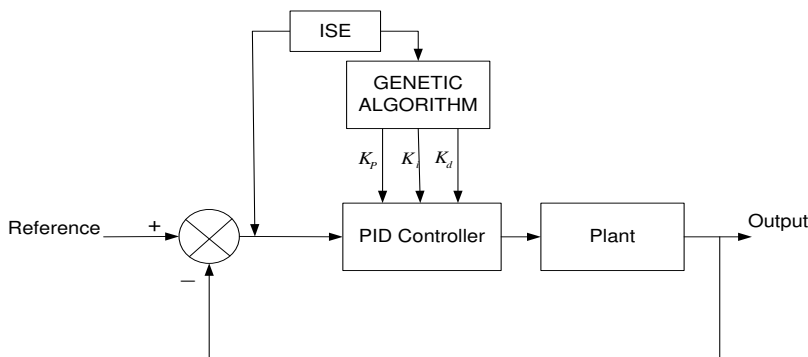 ISE
GENETIC
ALGORITHM
K_P K_i K_d
Reference
+
PID Controller
Plant
Output
−